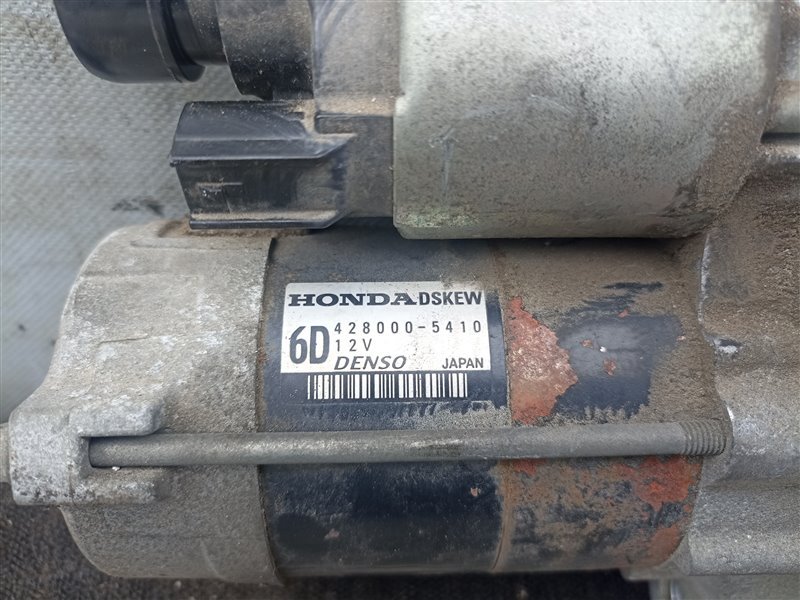 HONDA DSKEW
6D 428000-5410
12V
DENSO JAPAN